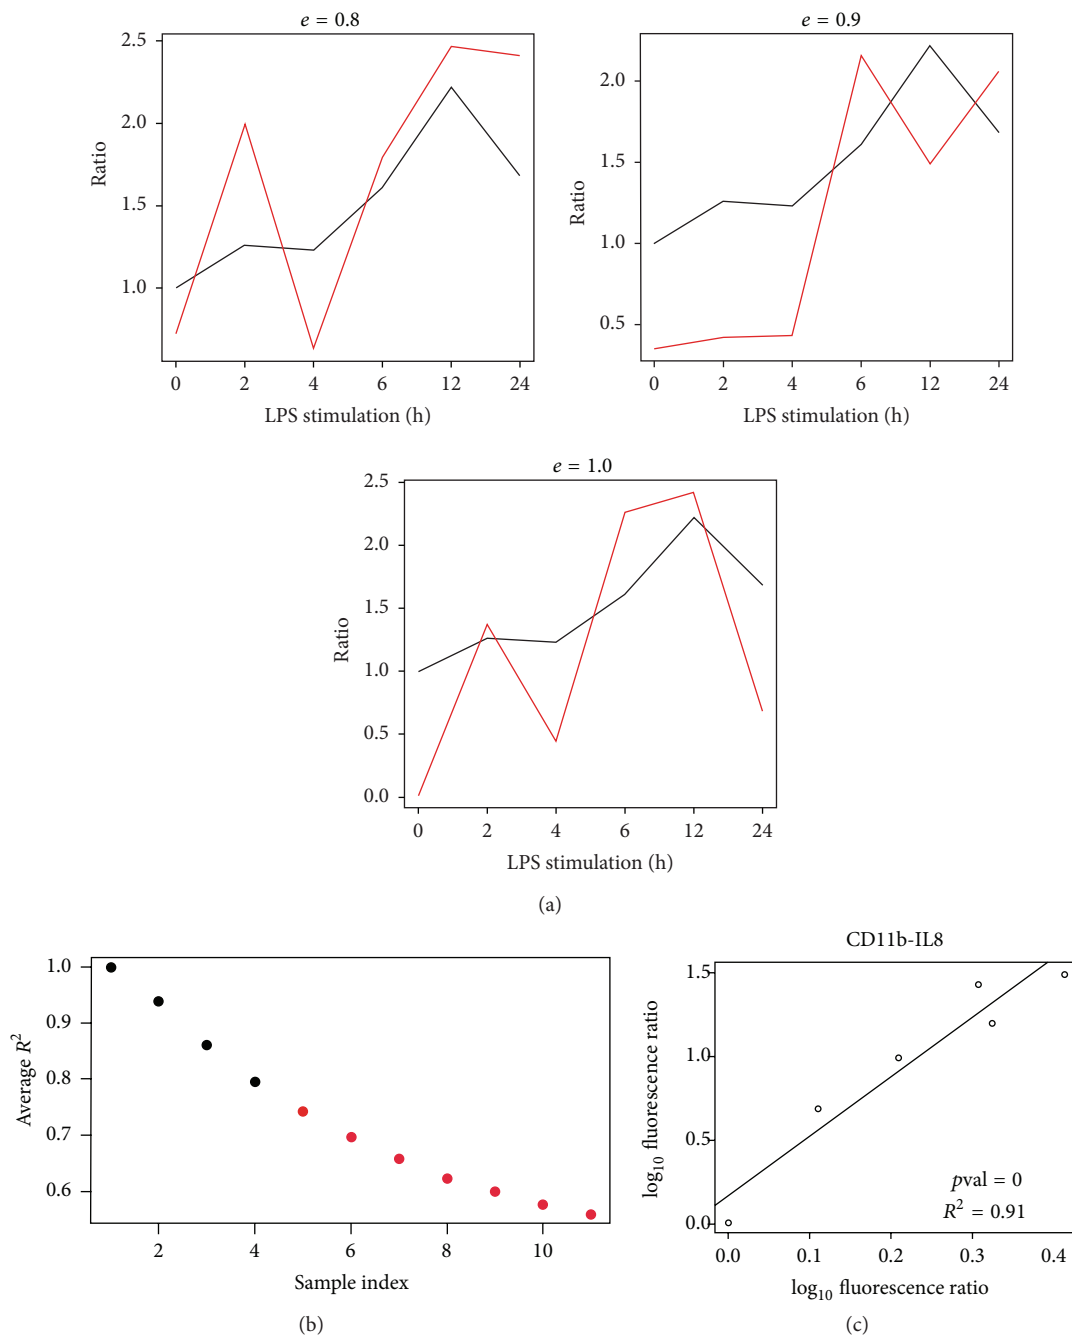 e = 0.8
2.5
2.0
1.5
1.0
Ratio
0 2 4 6 12 24
LPS stimulation (h)
e = 0.9
2.0
1.5
1.0
0.5
Ratio
0 2 4 6 12 24
LPS stimulation (h)
e = 1.0
2.5
2.0
1.5
1.0
0.5
0.0
Ratio
0 2 4 6 12 24
LPS stimulation (h)
(a)
1.0
0.9
0.8
0.7
0.6
Average R²
2 4 6 8 10
Sample index
(b)
CD11b-IL8
1.5
1.0
0.5
0.0
log₁₀ fluorescence ratio
pval = 0
R² = 0.91
0.0 0.1 0.2 0.3 0.4
log₁₀ fluorescence ratio
(c)